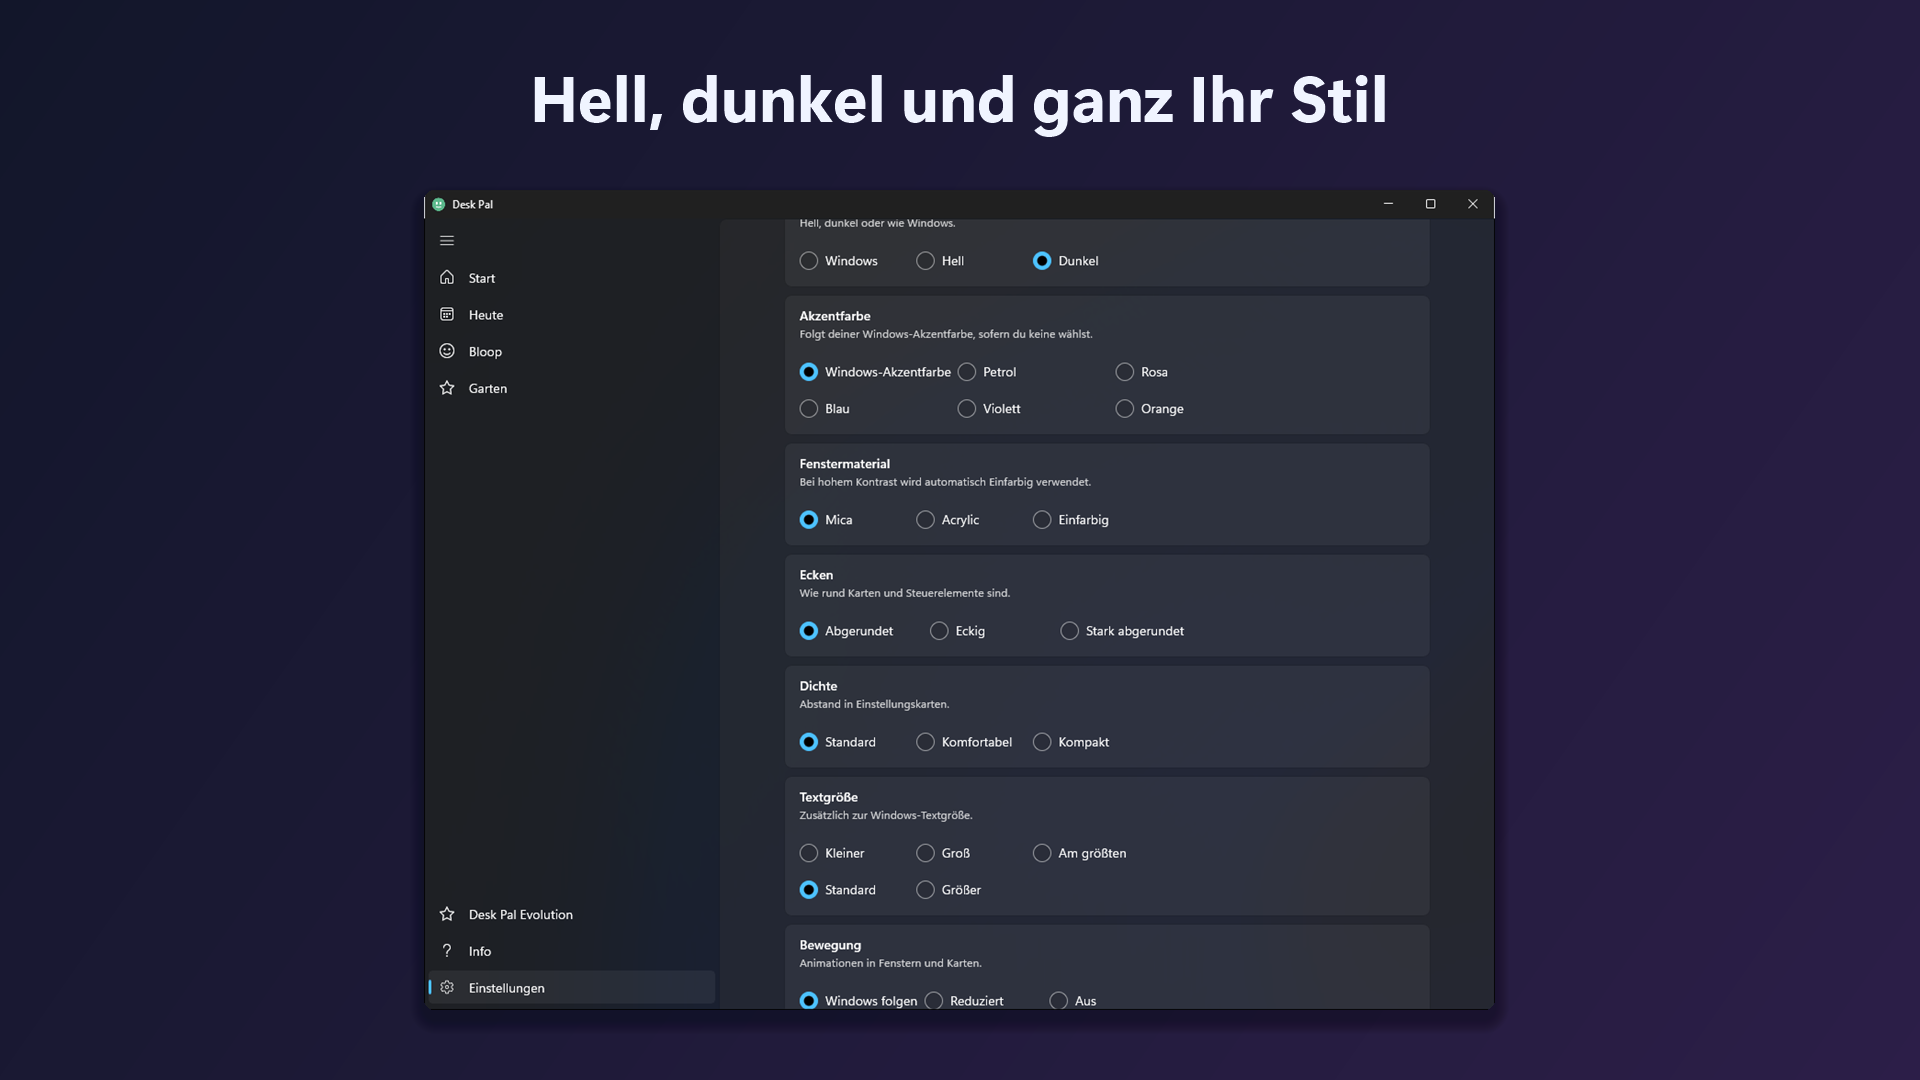 Hell, dunkel und ganz Ihr Stil
Desk Pal
Start
Heute
Bloop
Garten
Desk Pal Evolution
Info
Einstellungen
Hell, dunkel oder wie Windows.
Windows Hell Dunkel
Akzentfarbe
Folgt deiner Windows-Akzentfarbe, sofern du keine wählst.
Windows-Akzentfarbe Petrol Rosa
Blau Violett Orange
Fenstermaterial
Bei hohem Kontrast wird automatisch Einfarbig verwendet.
Mica Acrylic Einfarbig
Ecken
Wie rund Karten und Steuerelemente sind.
Abgerundet Eckig Stark abgerundet
Dichte
Abstand in Einstellungskarten.
Standard Komfortabel Kompakt
Textgröße
Zusätzlich zur Windows-Textgröße.
Kleiner Groß Am größten
Standard Größer
Bewegung
Animationen in Fenstern und Karten.
Windows folgen Reduziert Aus